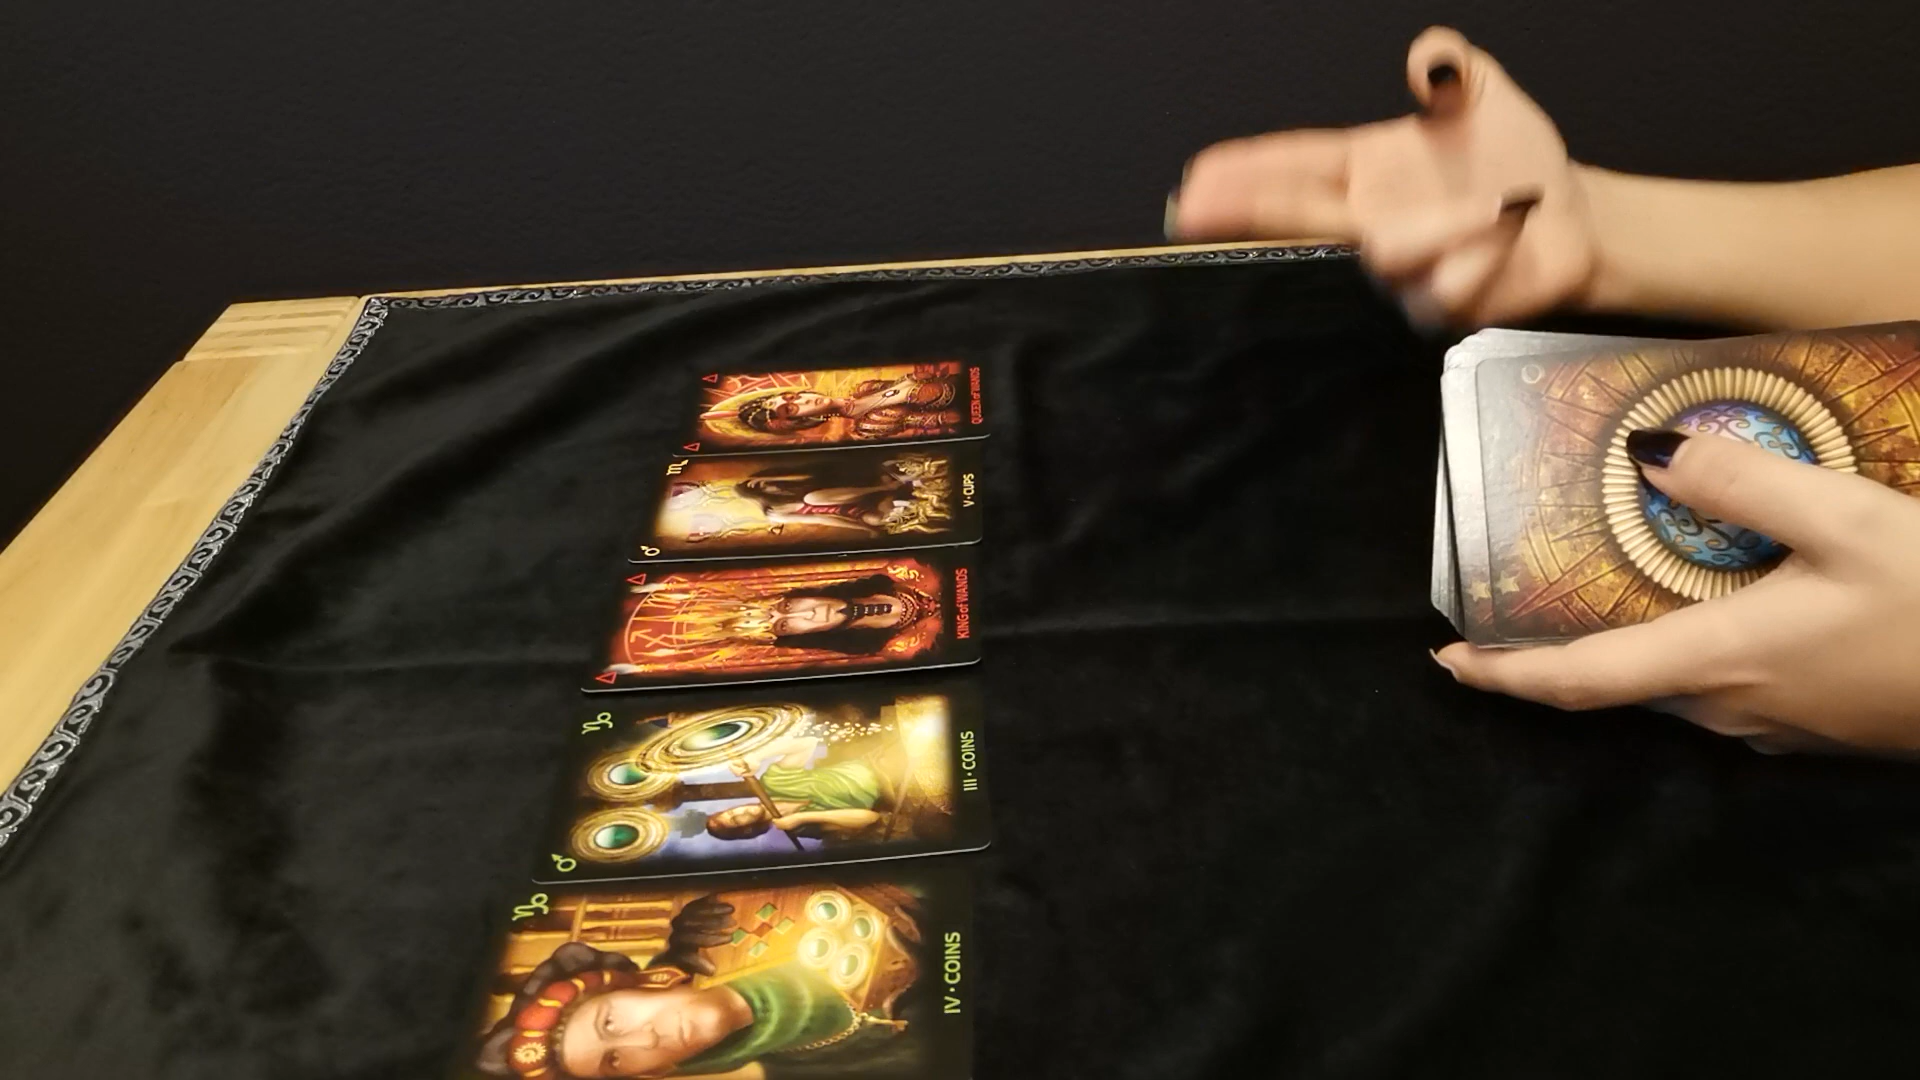 QUEEN of WANDS
V • CUPS
KING of WANDS
III • COINS
IV • COINS